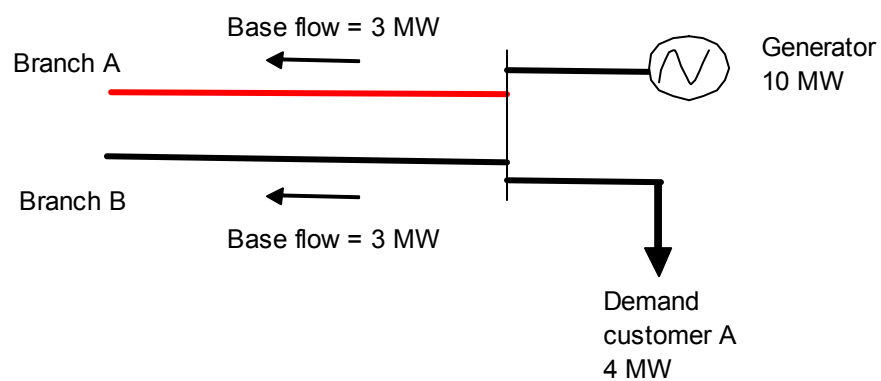 Base flow = 3 MW
Branch A
Generator
10 MW
Branch B
Base flow = 3 MW
Demand
customer A
4 MW